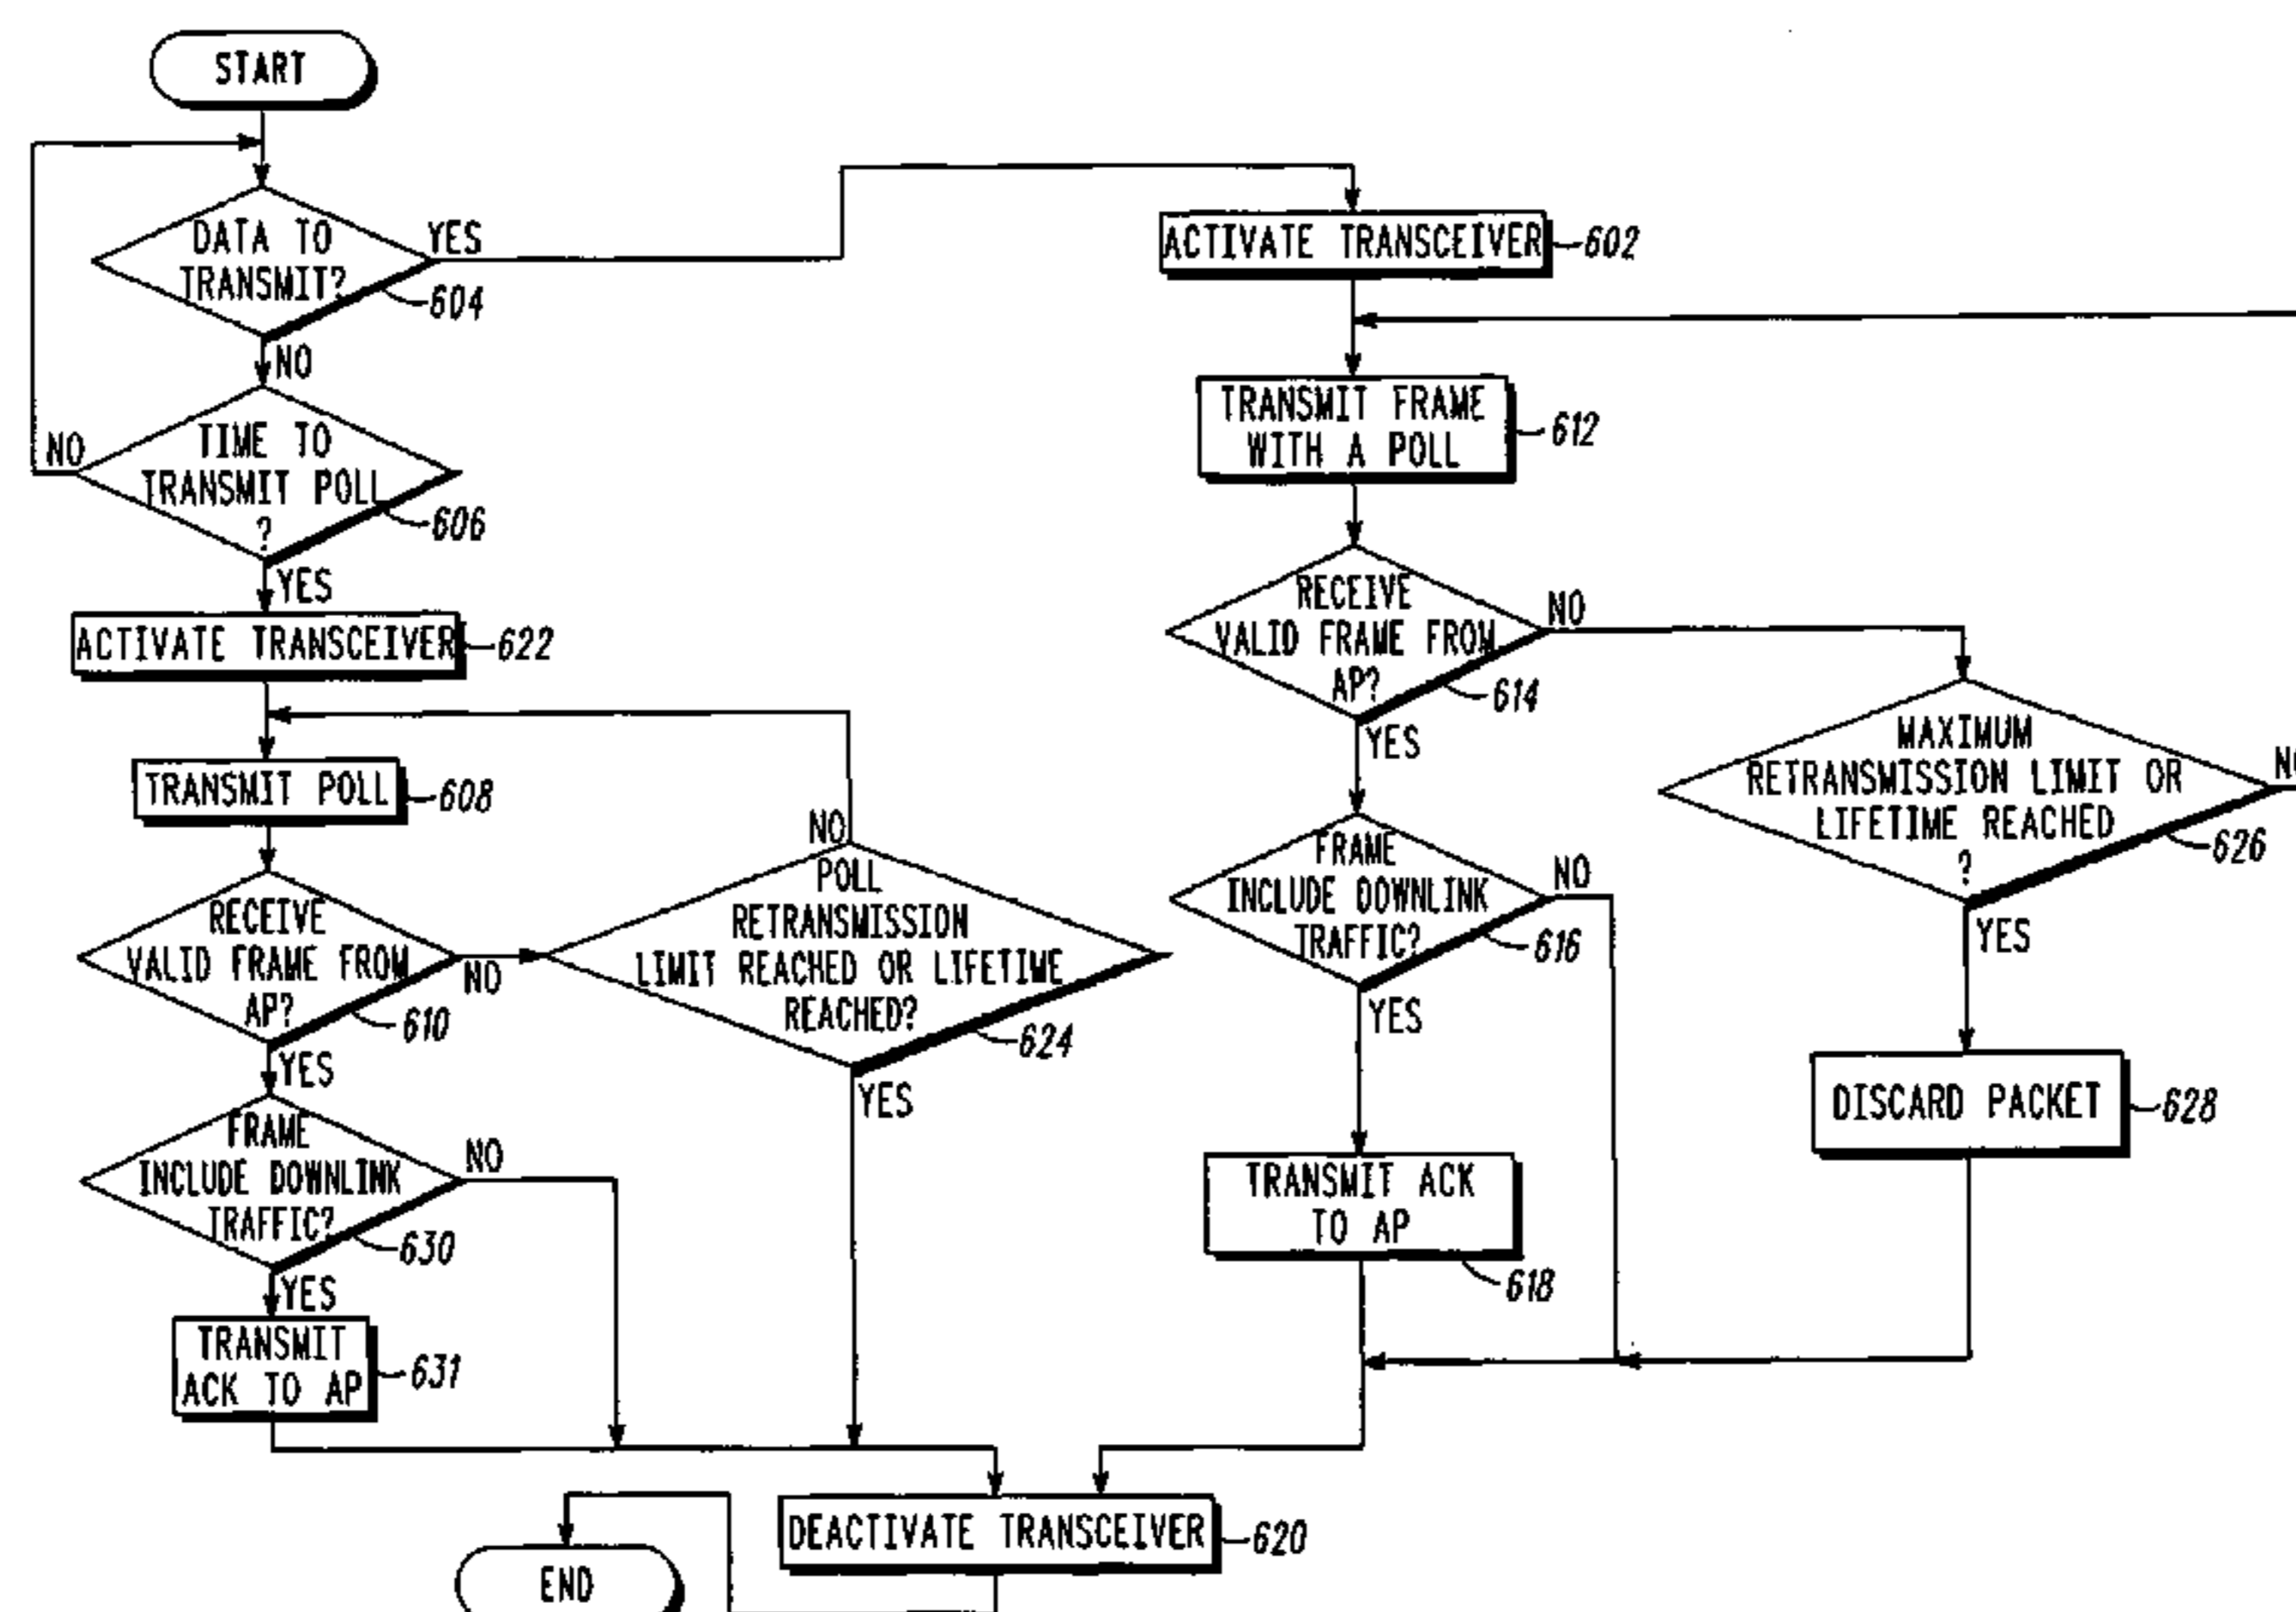 START
DATA TO
TRANSMIT?
YES
604
NO
TIME TO
TRANSMIT POLL
?
NO
606
YES
ACTIVATE TRANSCEIVER
622
TRANSMIT POLL
608
RECEIVE
VALID FRAME FROM
AP?
NO
610
YES
FRAME
INCLUDE DOWNLINK
TRAFFIC?
NO
630
YES
TRANSMIT
ACK TO AP
631
NO
POLL
RETRANSMISSION
LIMIT REACHED OR LIFETIME
REACHED?
624
YES
ACTIVATE TRANSCEIVER
602
TRANSMIT FRAME
WITH A POLL
612
RECEIVE
VALID FRAME FROM
AP?
NO
614
YES
FRAME
INCLUDE DOWNLINK
TRAFFIC?
NO
616
YES
TRANSMIT ACK
TO AP
618
MAXIMUM
RETRANSMISSION LIMIT OR
LIFETIME REACHED
?
NO
626
YES
DISCARD PACKET
628
DEACTIVATE TRANSCEIVER
620
END